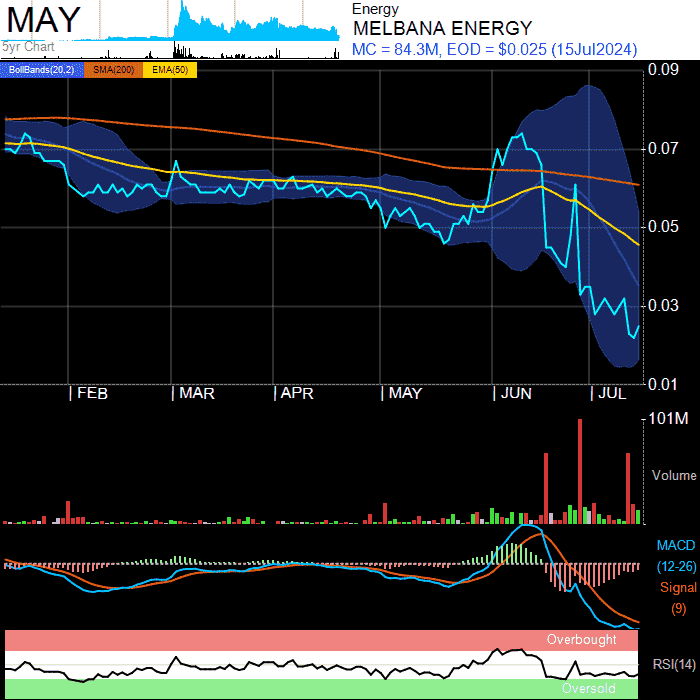 MAY
5yr Chart
Energy
MELBANA ENERGY
MC = 84.3M, EOD = $0.025 (15Jul2024)
BollBands(20,2) SMA(200) EMA(50)
0.09
0.07
0.05
0.03
0.01
| FEB | MAR | APR | MAY | JUN | JUL
101M
Volume
MACD
(12-26)
Signal
(9)
Overbought
RSI(14)
Oversold